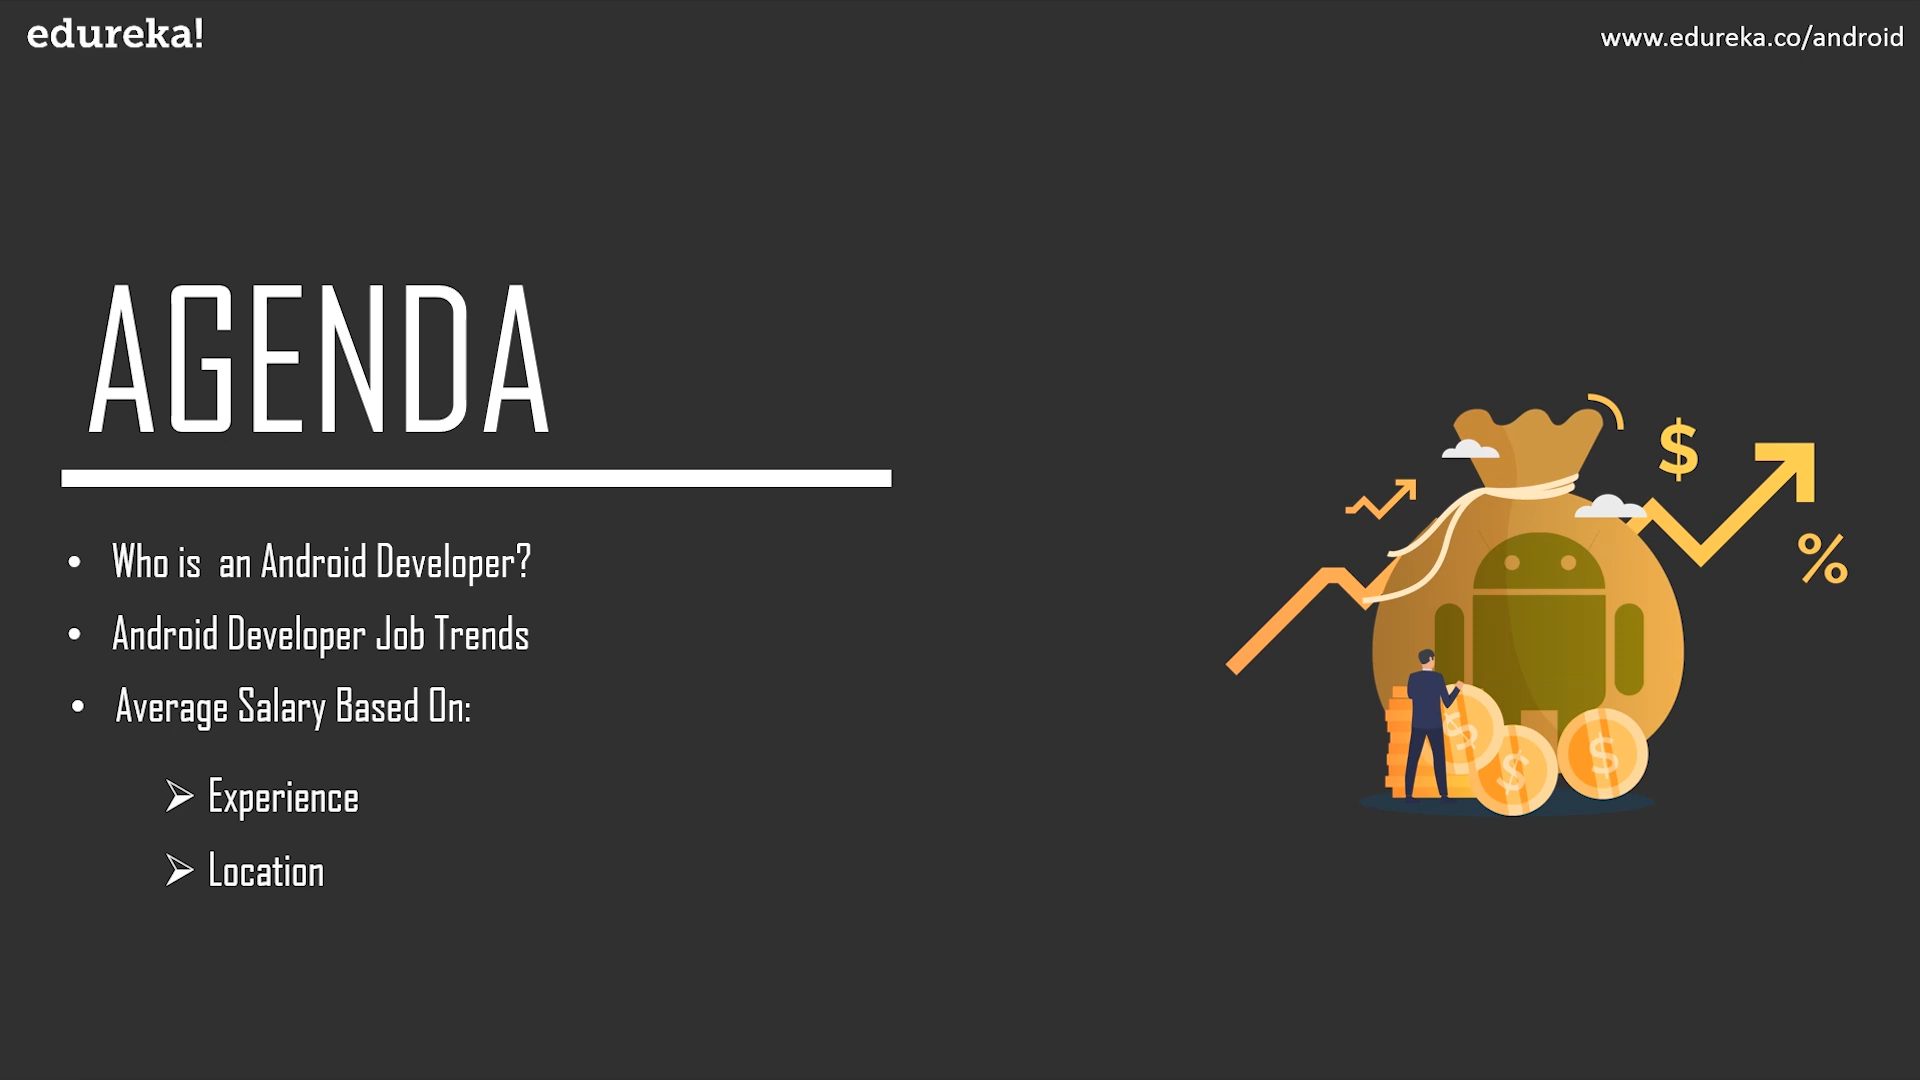 edureka!
www.edureka.co/android
AGENDA
• Who is an Android Developer?
• Android Developer Job Trends
• Average Salary Based On:
➢ Experience
➢ Location
$
%
$
$
$